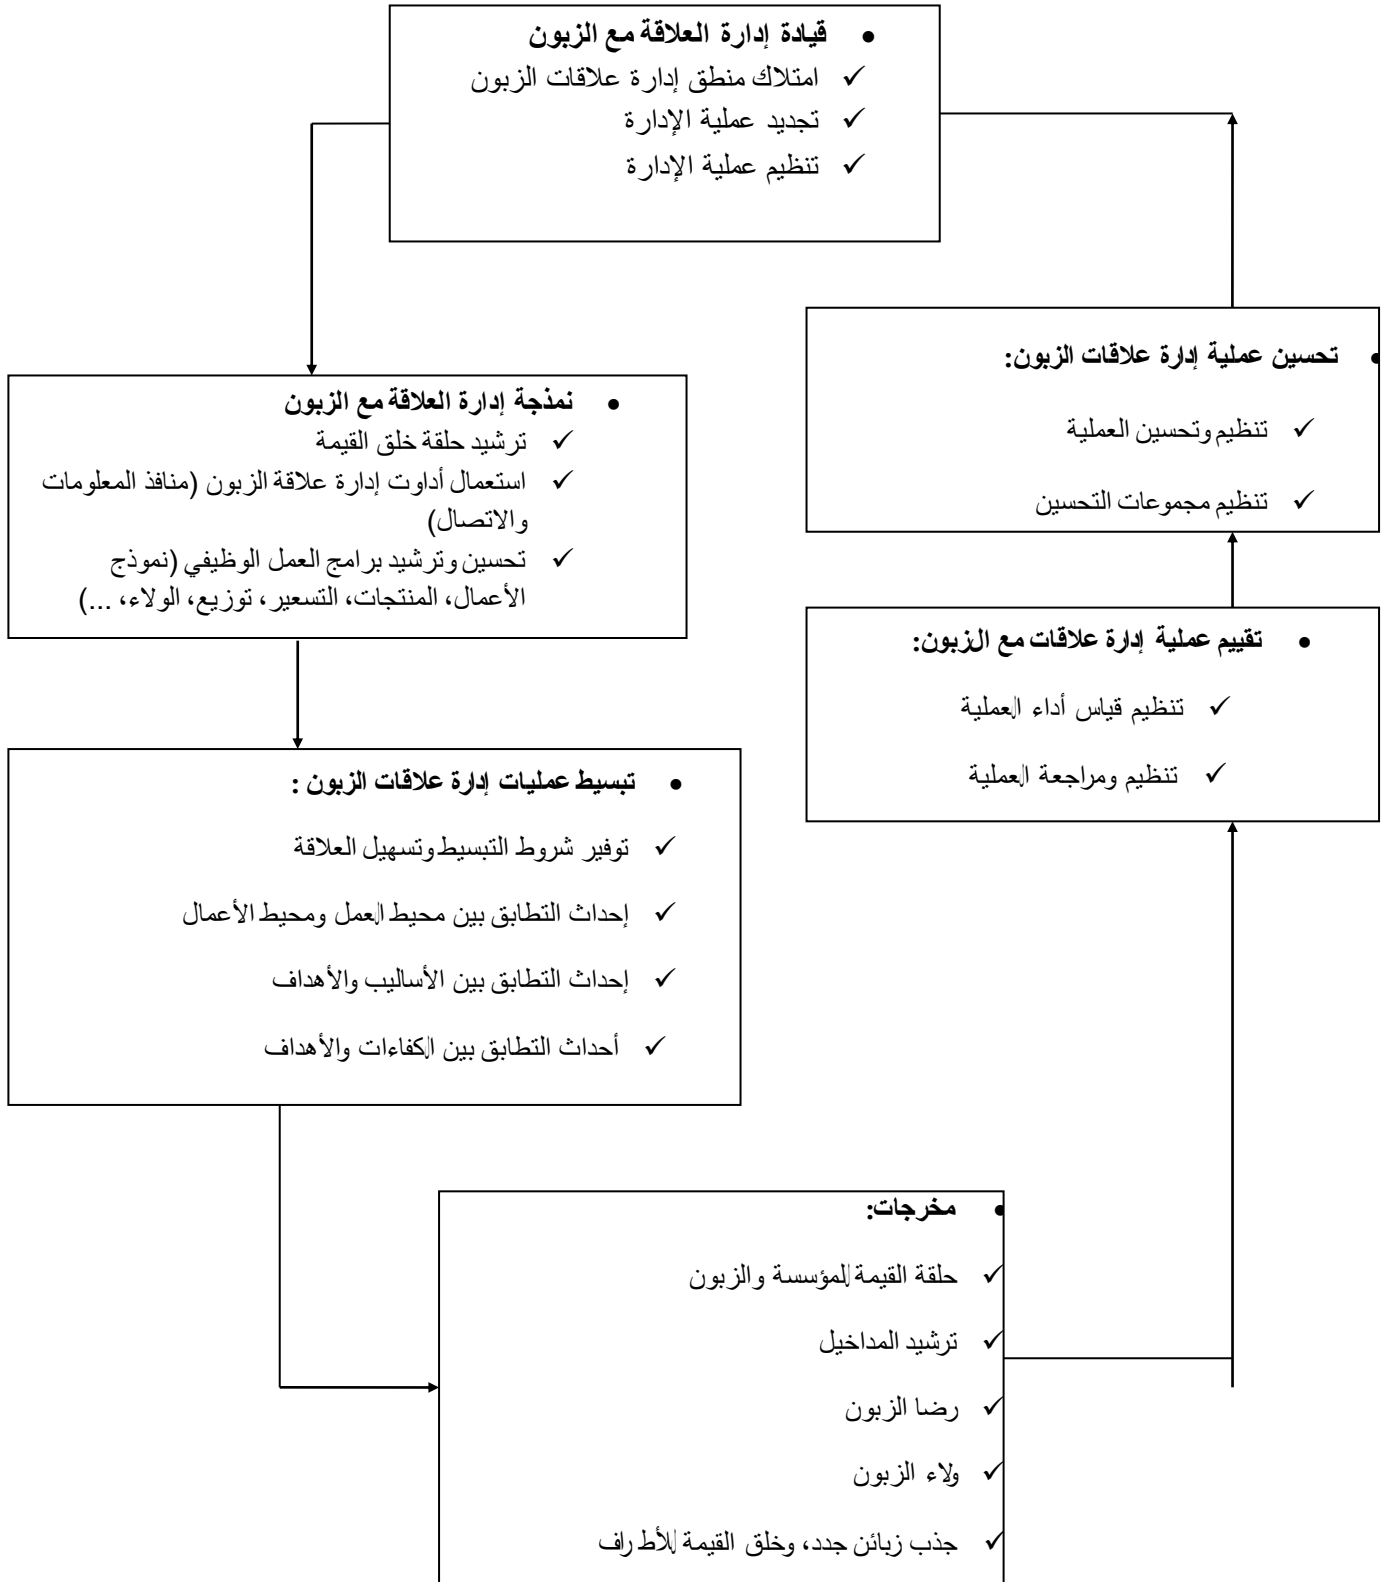 • قيادة إدارة العلاقة مع الزبون
✓ امتلاك منطق إدارة علاقات الزبون
✓ تجديد عملية الإدارة
✓ تنظيم عملية الإدارة
• نمذجة إدارة العلاقة مع الزبون
✓ ترشيد حلقة خلق القيمة
✓ استعمال أداوت إدارة علاقة الزبون (منافذ المعلومات
والاتصال)
✓ تحسين وترشيد برامج العمل الوظيفي (نموذج
الأعمال، المنتجات، التسعير، توزيع، الولاء، ...)
• تبسيط عمليات إدارة علاقات الزبون :
✓ توفير شروط التبسيط وتسهيل العلاقة
✓ إحداث التطابق بين محيط العمل ومحيط الأعمال
✓ إحداث التطابق بين الأساليب والأهداف
✓ أحداث التطابق بين الكفاءات والأهداف
• مخرجات:
✓ حلقة القيمة للمؤسسة والزبون
✓ ترشيد المداخيل
✓ رضا الزبون
✓ ولاء الزبون
✓ جذب زبائن جدد، وخلق القيمة للأطراف
• تقييم عملية إدارة علاقات مع الزبون:
✓ تنظيم قياس أداء العملية
✓ تنظيم ومراجعة العملية
• تحسين عملية إدارة علاقات الزبون:
✓ تنظيم وتحسين العملية
✓ تنظيم مجموعات التحسين